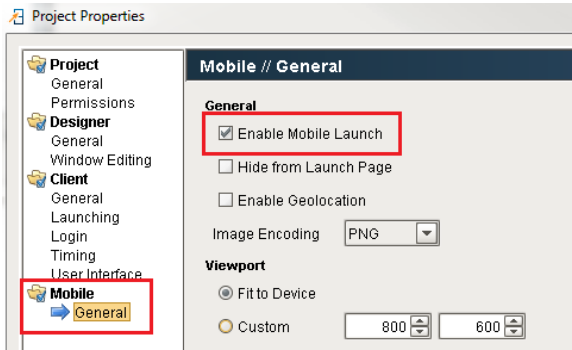 Project Properties
Project
General
Permissions
Designer
General
Window Editing
Client
General
Launching
Login
Timing
User Interface
Mobile
General
Mobile // General
General
Enable Mobile Launch
Hide from Launch Page
Enable Geolocation
Image Encoding PNG
Viewport
Fit to Device
Custom 800 600